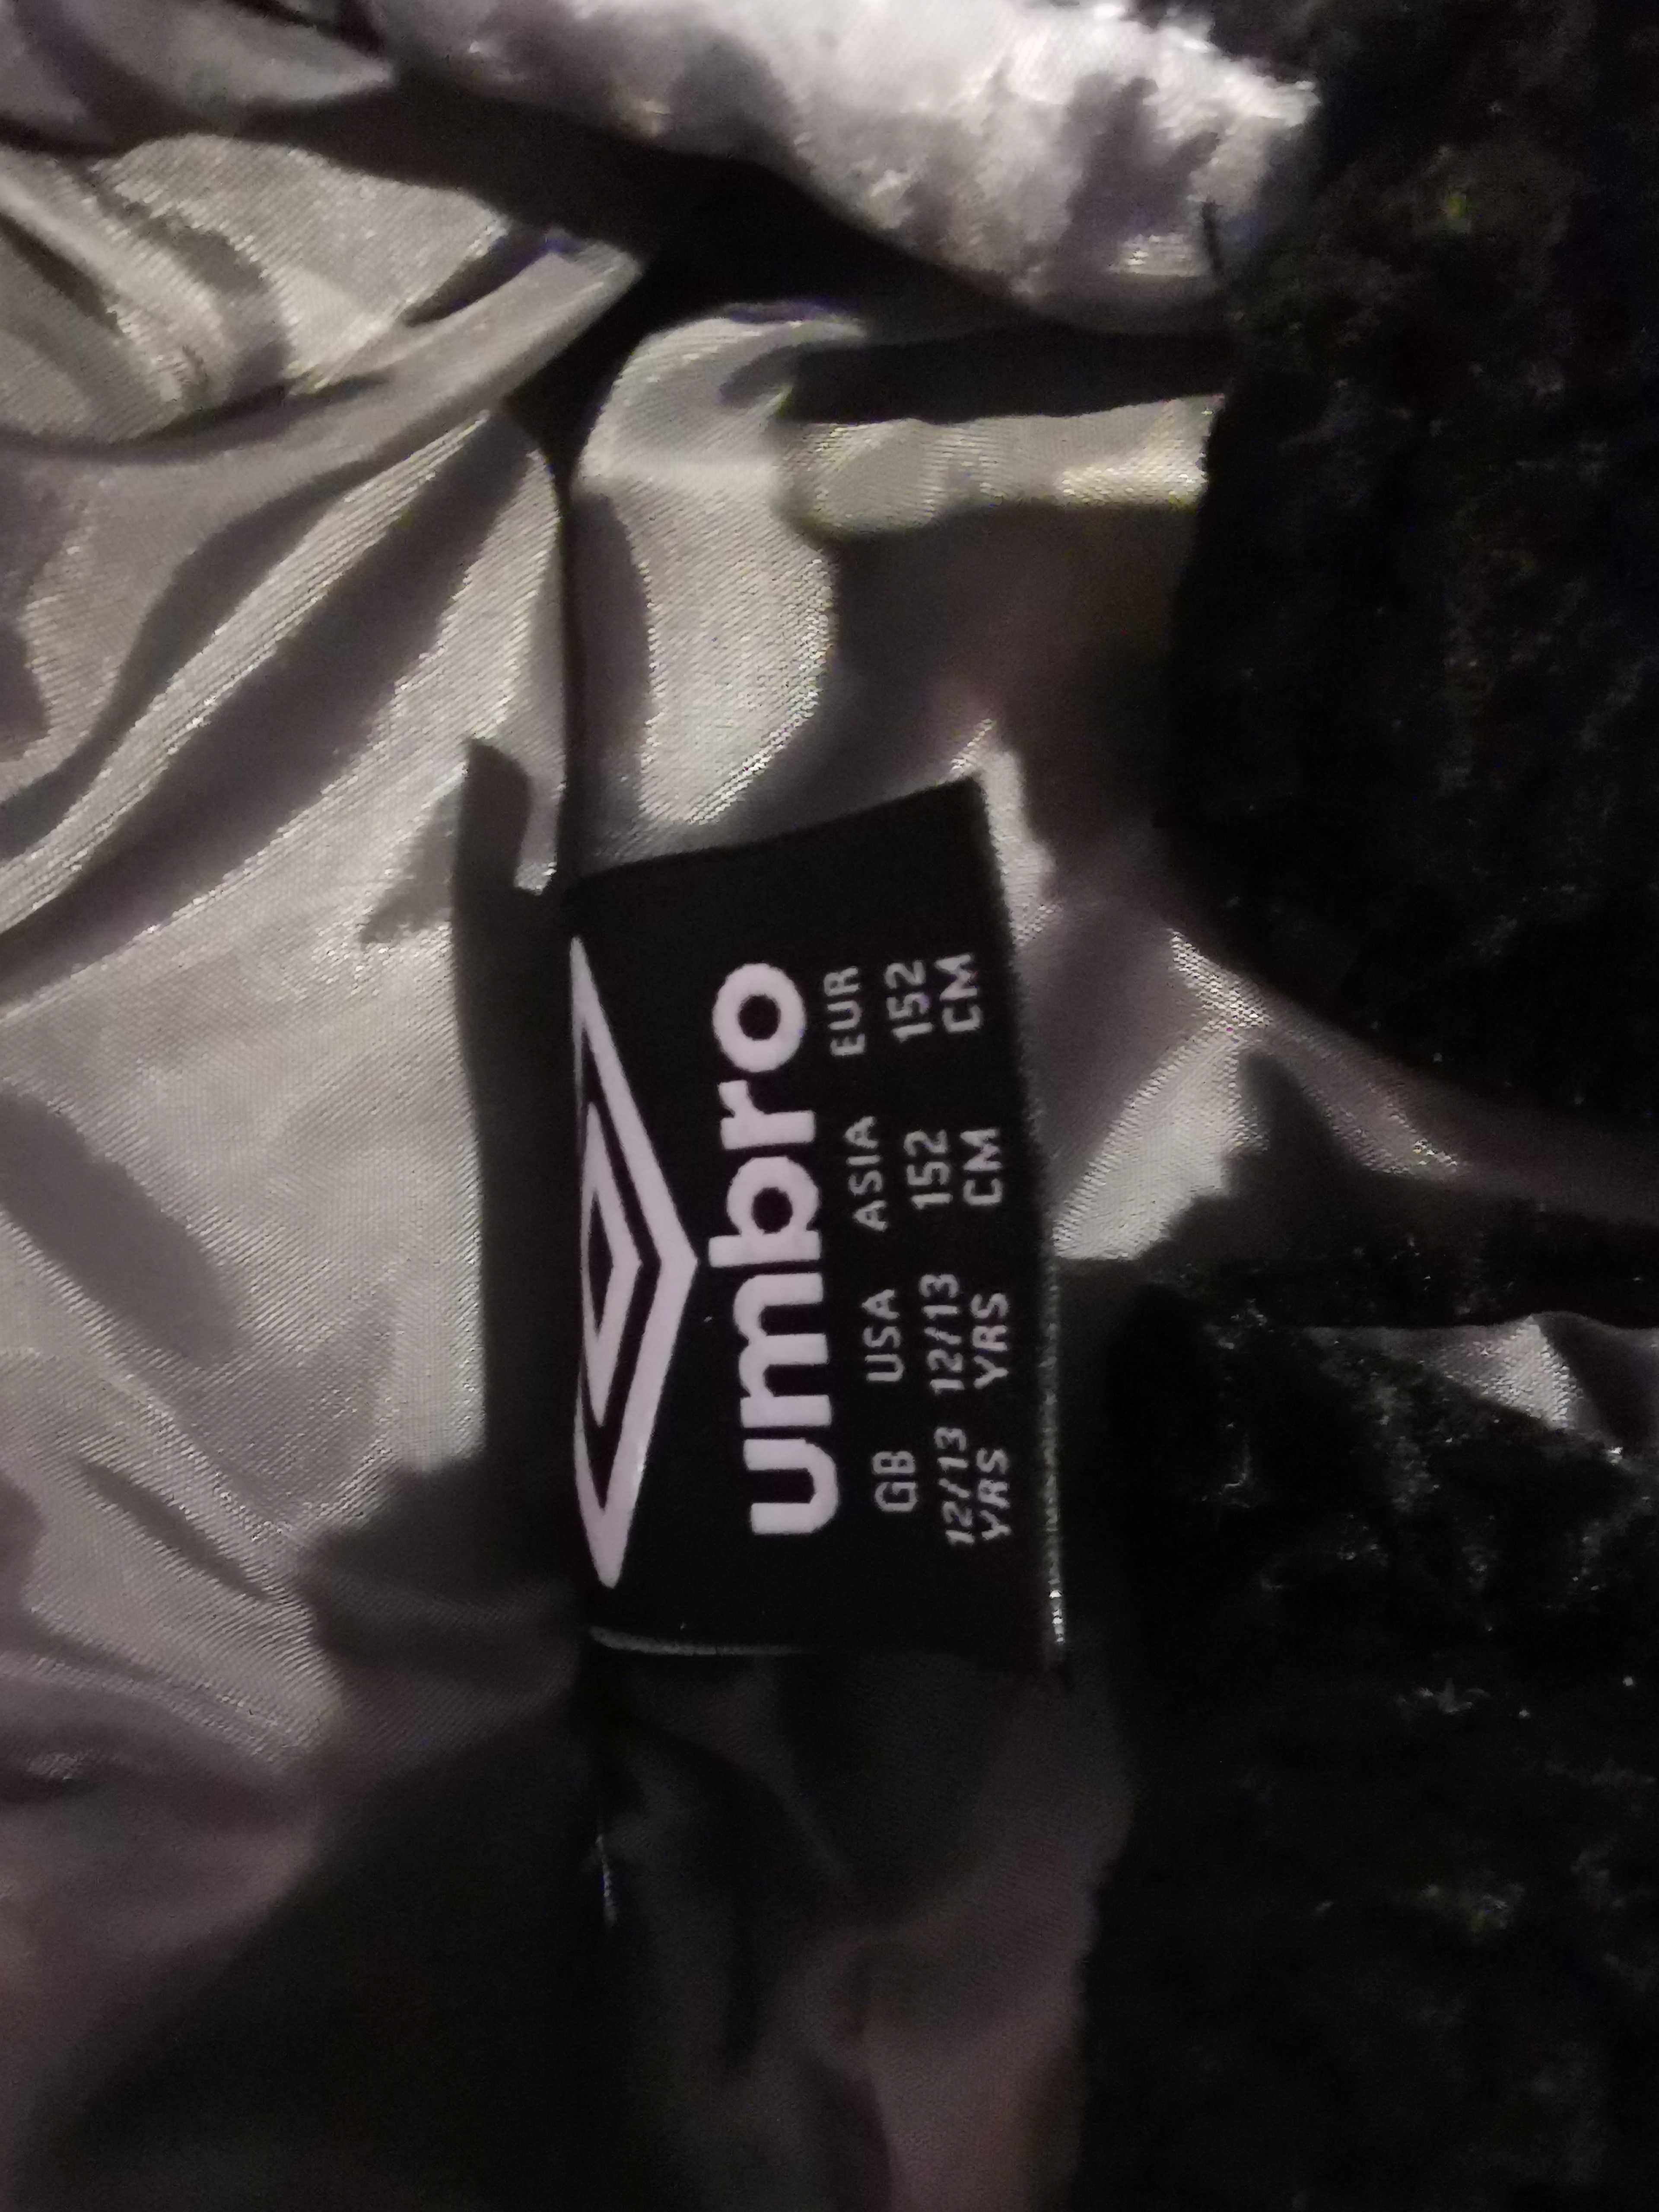 umbro
GB USA ASIA EUR
12/13 12/13 152 152
YRS YRS CM CM